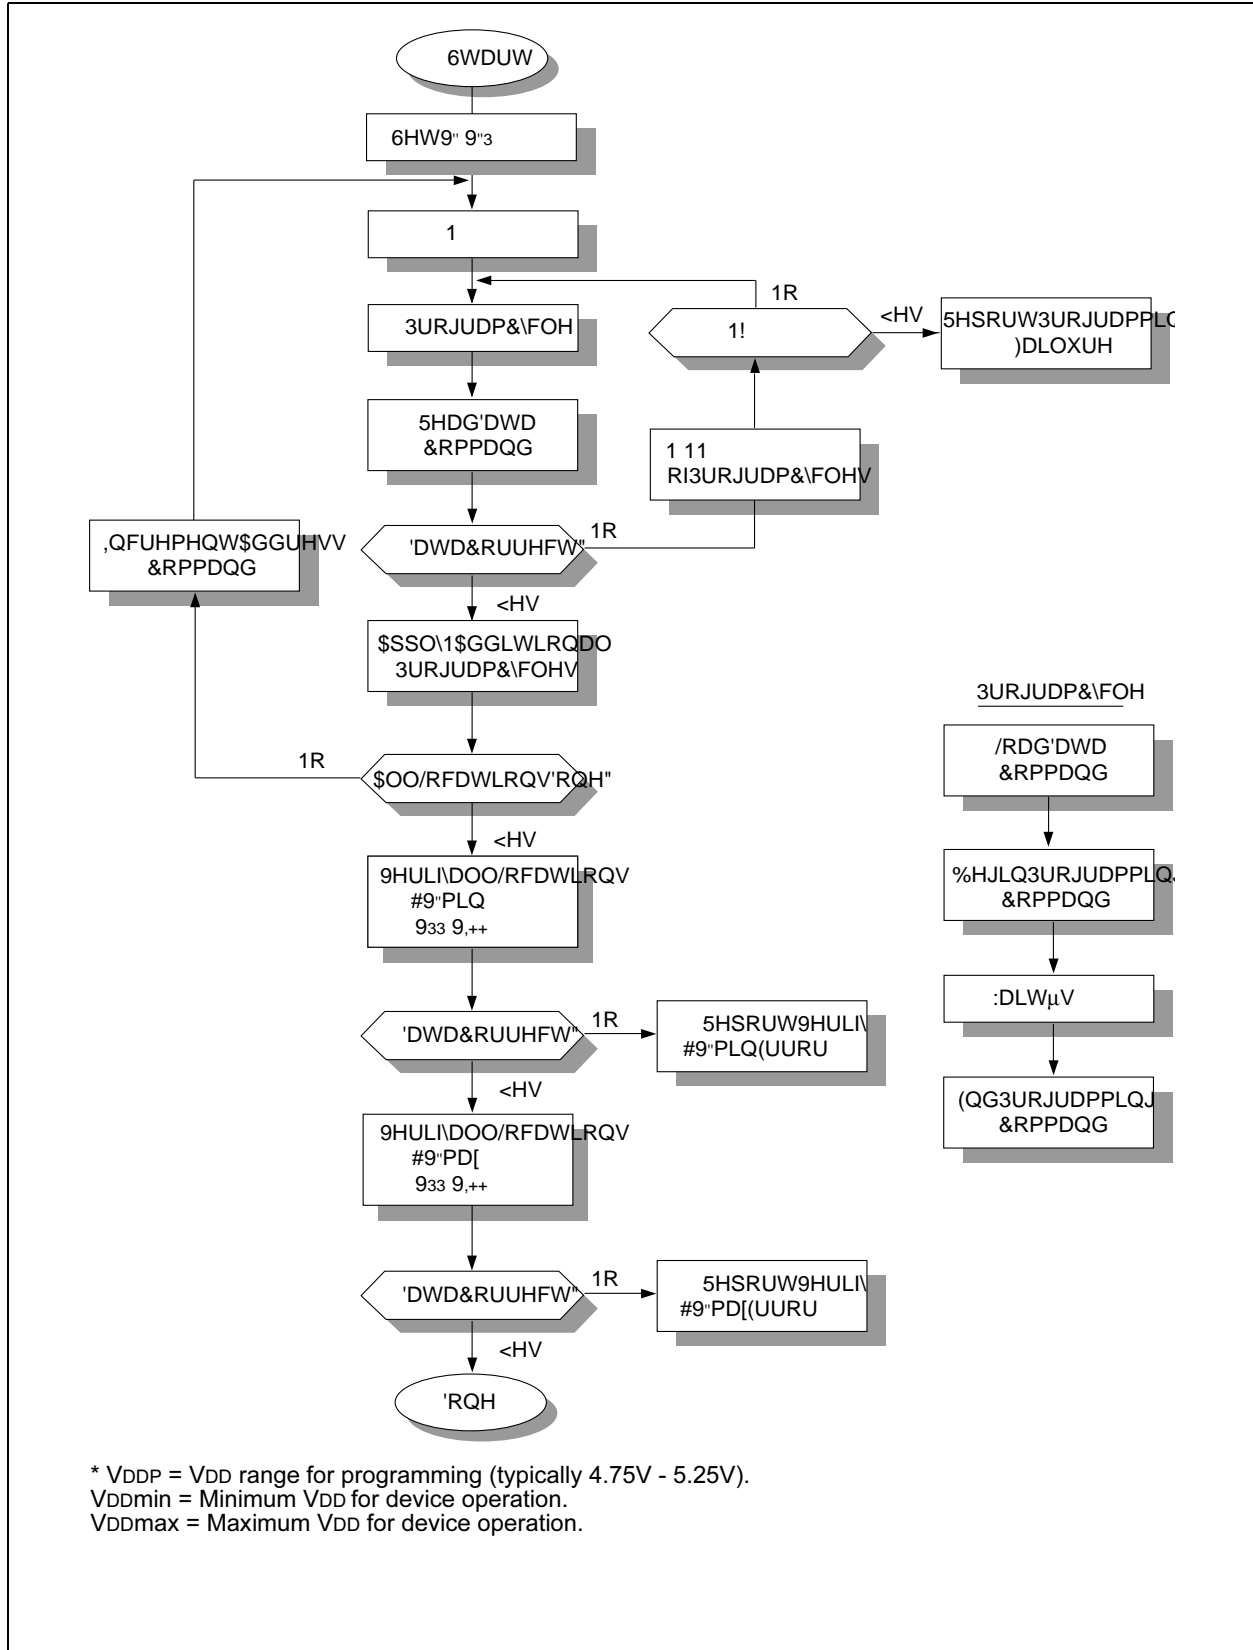 6WDUW
6HW9" 9"3
1
3URJUDP&\FOH
1R
1!
<HV
5HSRUW3URJUDPPLQ
)DLOXUH
5HDG'DWD
&RPPDQG
1 11
RI3URJUDP&\FOHV
,QFUHPHQW$GGUHVV
&RPPDQG
'DWD&RUUHFW"
1R
<HV
$SSO\1$GGLWLRQDO
3URJUDP&\FOHV
1R
$OO/RFDWLRQV'RQH"
<HV
9HULI\DOO/RFDWLRQV
#9"PLQ
933 9,++
'DWD&RUUHFW"
1R
5HSRUW9HULI\
#9"PLQ(UURU
<HV
9HULI\DOO/RFDWLRQV
#9"PD[
933 9,++
'DWD&RUUHFW"
1R
5HSRUW9HULI\
#9"PD[(UURU
<HV
'RQH
3URJUDP&\FOH
/RDG'DWD
&RPPDQG
%HJLQ3URJUDPPLQJ
&RPPDQG
:DLWµV
(QG3URJUDPPLQJ
&RPPDQG
* VDDP = VDD range for programming (typically 4.75V - 5.25V).
VDDmin = Minimum VDD for device operation.
VDDmax = Maximum VDD for device operation.